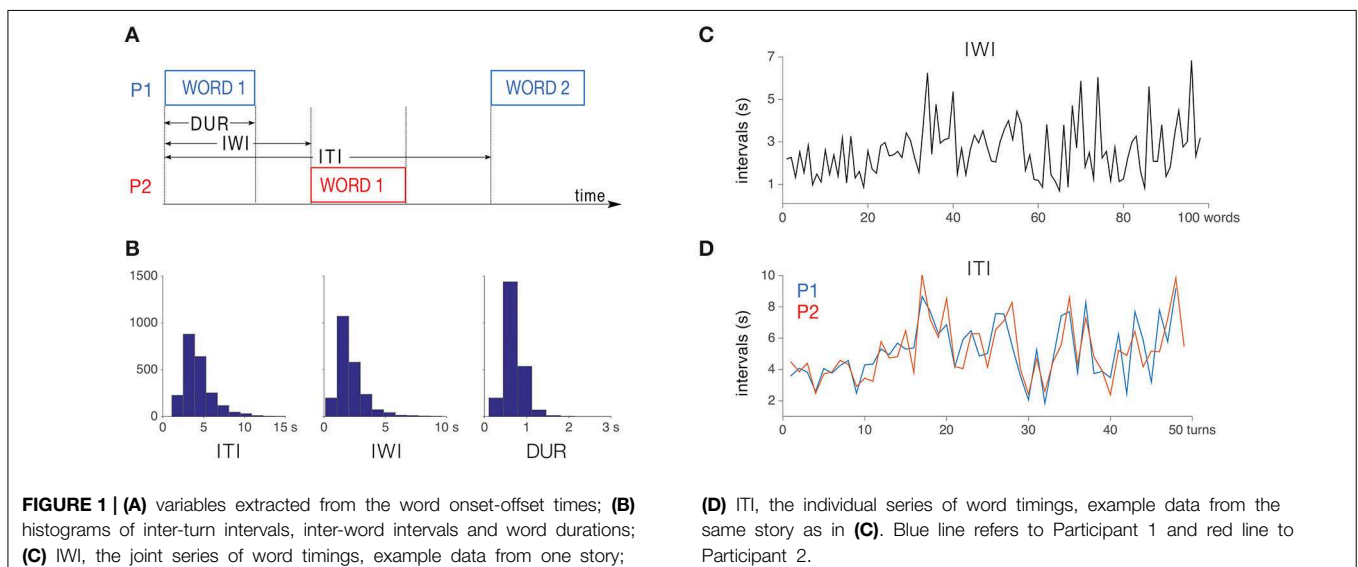 A
P1
WORD 1
WORD 2
DUR
IWI
ITI
P2
WORD 1
time
B
1500
1000
500
0
0 5 10 15 s
ITI
0 5 10 s
IWI
0 1 2 3 s
DUR
C
IWI
intervals (s)
7
5
3
1
0 20 40 60 80 100 words
D
ITI
P1
P2
intervals (s)
10
8
6
4
2
0 10 20 30 40 50 turns
FIGURE 1 | (A) variables extracted from the word onset-offset times; (B)
histograms of inter-turn intervals, inter-word intervals and word durations;
(C) IWI, the joint series of word timings, example data from one story;
(D) ITI, the individual series of word timings, example data from the
same story as in (C). Blue line refers to Participant 1 and red line to
Participant 2.